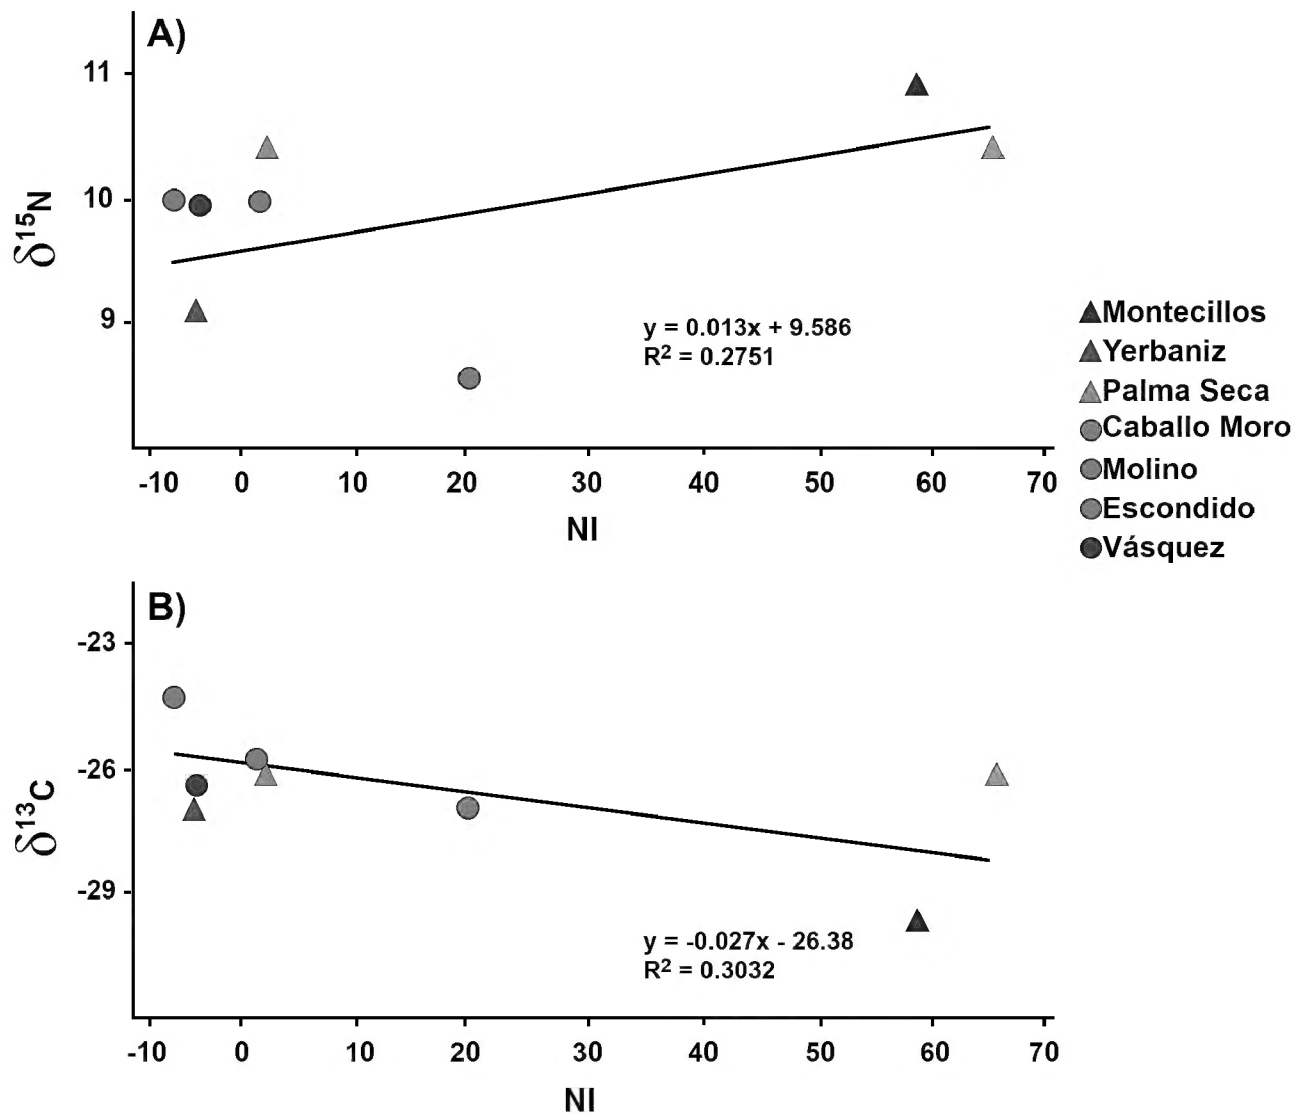 A)
11
10
9
δ15N
y = 0.013x + 9.586
R2 = 0.2751
-10 0 10 20 30 40 50 60 70
NI
Montecillos
Yerbaniz
Palma Seca
Caballo Moro
Molino
Escondido
Vásquez
B)
-23
-26
-29
δ13C
y = -0.027x - 26.38
R2 = 0.3032
-10 0 10 20 30 40 50 60 70
NI